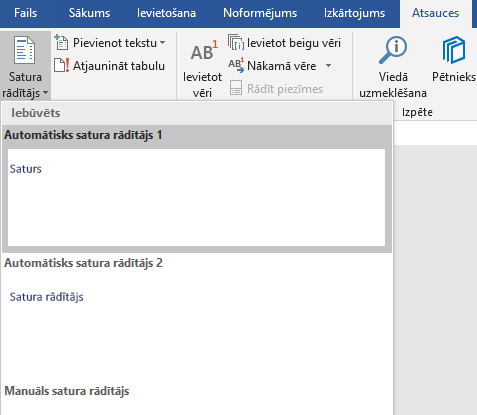 Fails Sākums Ievietošana Noformējums Izkārtojums Atsauces
Satura rādītājs
Pievienot tekstu
Atjaunināt tabulu
AB1
Ievietot vēri
Ievietot beigu vēri
AB1 Nākamā vēre
Rādīt piezīmes
Viedā uzmeklēšana
Pētnieks
Izpēte
Iebūvēts
Automātisks satura rādītājs 1
Saturs
Automātisks satura rādītājs 2
Satura rādītājs
Manuāls satura rādītājs